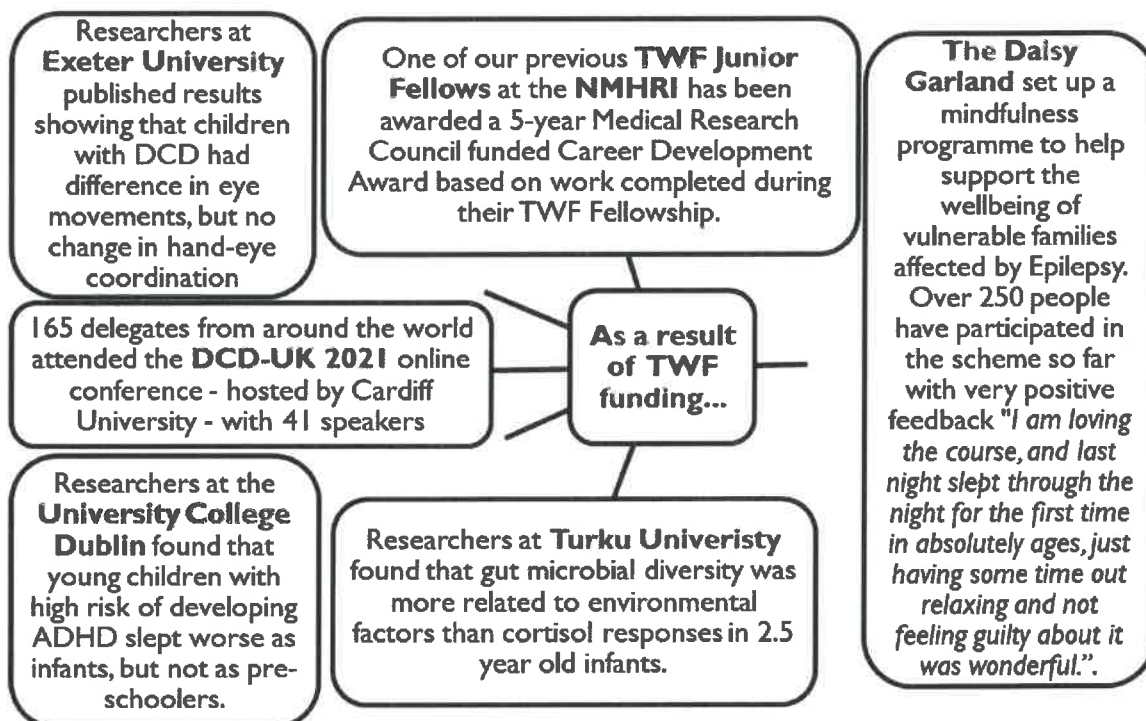 Researchers at
Exeter University
published results
showing that children
with DCD had
difference in eye
movements, but no
change in hand-eye
coordination
One of our previous TWF Junior
Fellows at the NMHRI has been
awarded a 5-year Medical Research
Council funded Career Development
Award based on work completed during
their TWF Fellowship.
The Daisy
Garland set up a
mindfulness
programme to help
support the
wellbeing of
vulnerable families
affected by Epilepsy.
Over 250 people
have participated in
the scheme so far
with very positive
feedback "I am loving
the course, and last
night slept through the
night for the first time
in absolutely ages, just
having some time out
relaxing and not
feeling guilty about it
was wonderful.".
165 delegates from around the world
attended the DCD-UK 2021 online
conference - hosted by Cardiff
University - with 41 speakers
As a result
of TWF
funding...
Researchers at the
University College
Dublin found that
young children with
high risk of developing
ADHD slept worse as
infants, but not as pre-
schoolers.
Researchers at Turku Univeristy
found that gut microbial diversity was
more related to environmental
factors than cortisol responses in 2.5
year old infants.